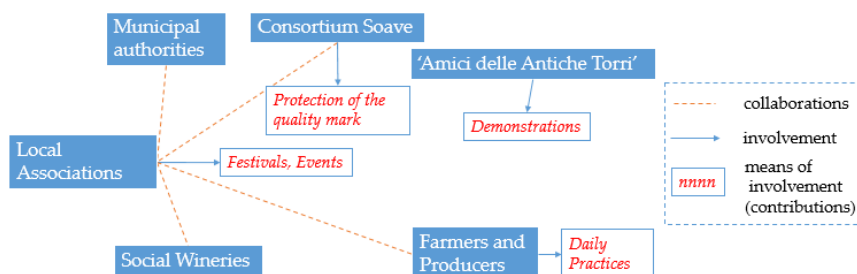 Municipal
authorities
Consortium Soave
'Amici delle Antiche Torri'
Protection of the
quality mark
Demonstrations
Local
Associations
Festivals, Events
Social Wineries
Farmers and
Producers
Daily
Practices
collaborations
involvement
nnnn
means of
involvement
(contributions)